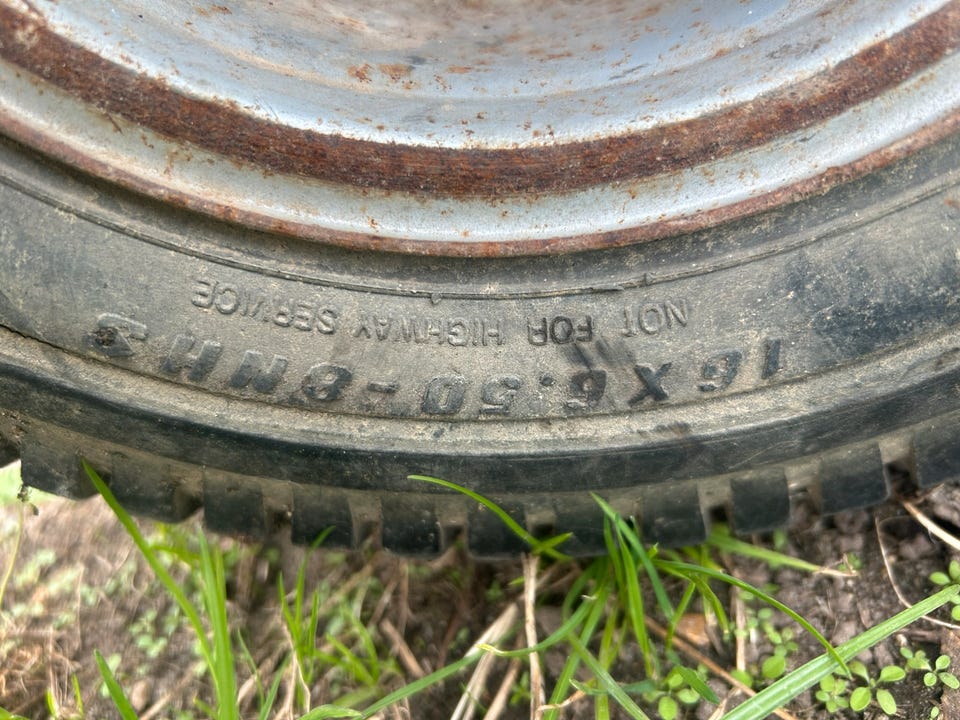 16X6.50-8NHS
NOT FOR HIGHWAY SERVICE